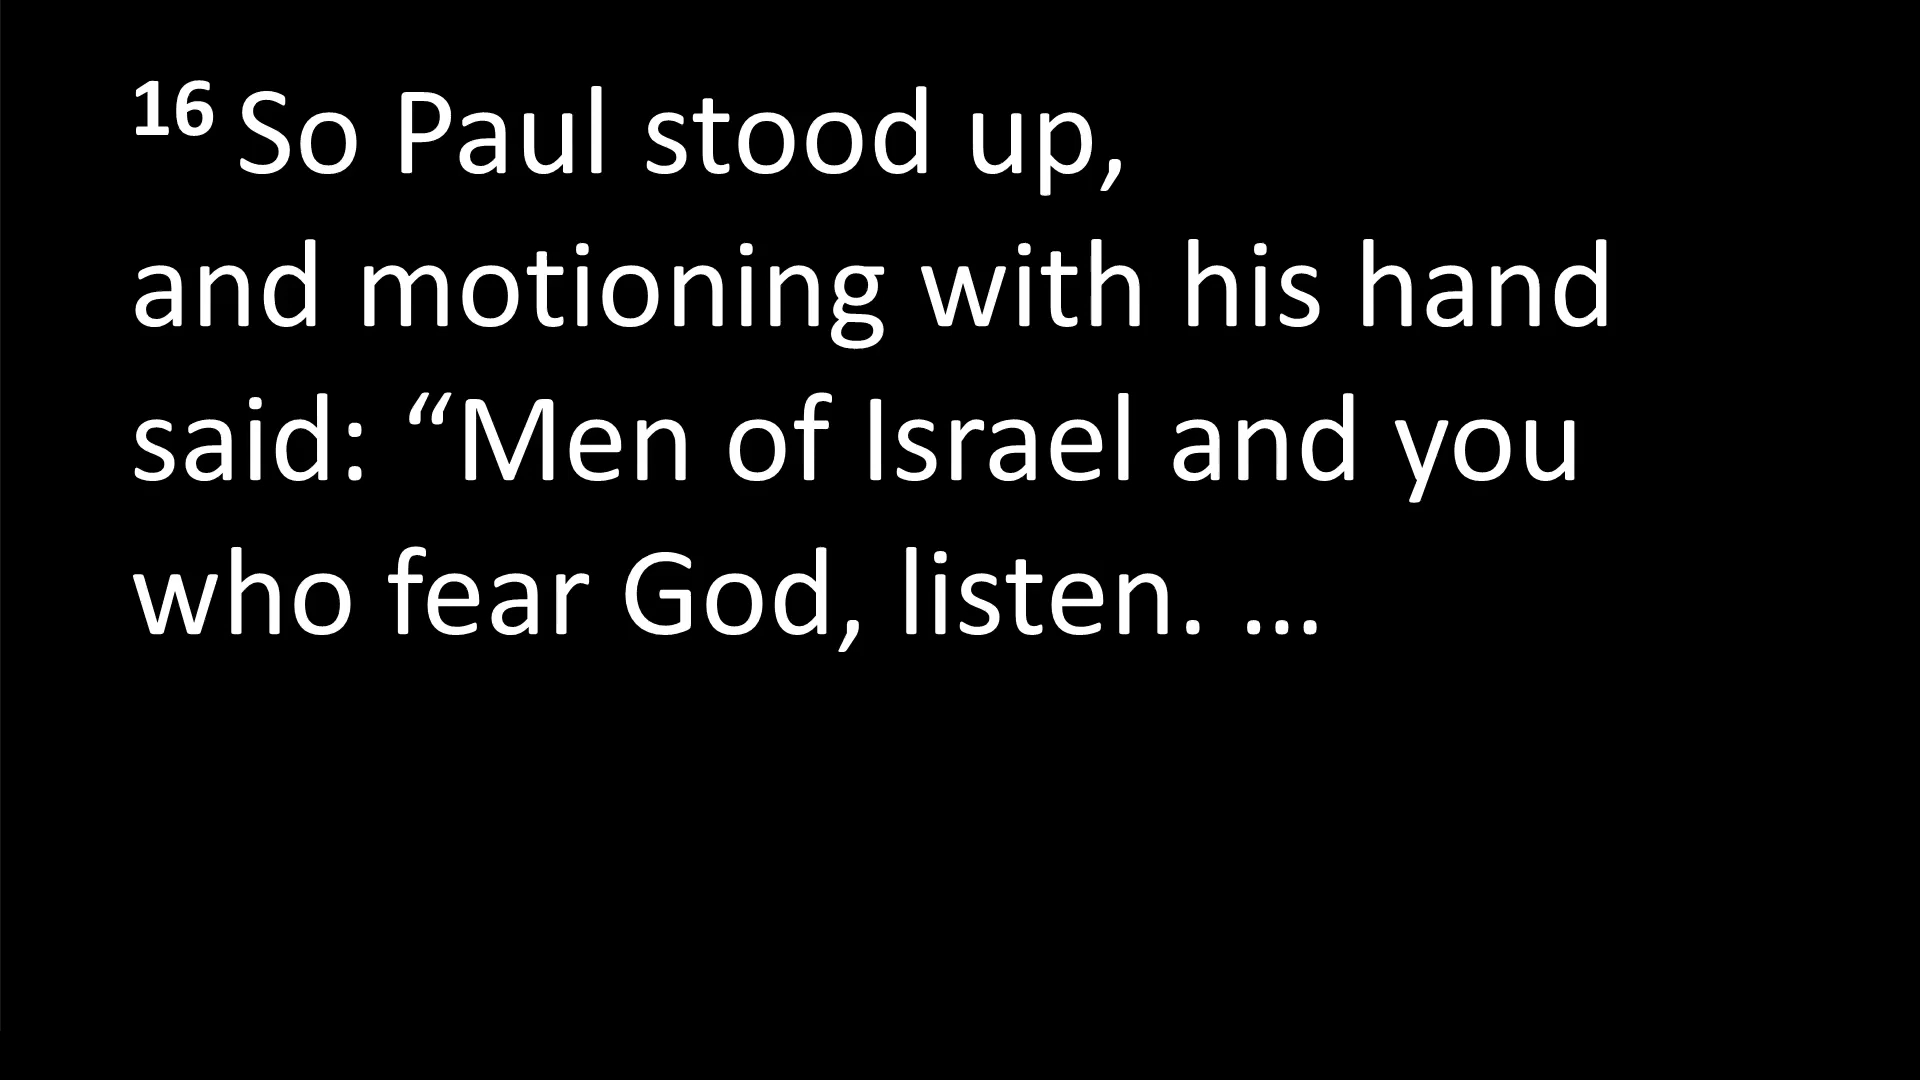 16 So Paul stood up,
and motioning with his hand
said: “Men of Israel and you
who fear God, listen. …